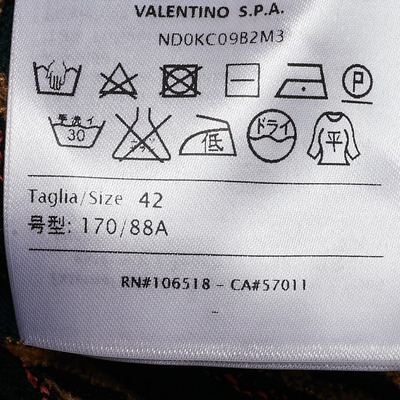 VALENTINO S.P.A.
ND0KC09B2M3
P
手洗イ 30 低 ドライ 平
Taglia/Size 42
号型: 170/88A
RN#106518 - CA#57011